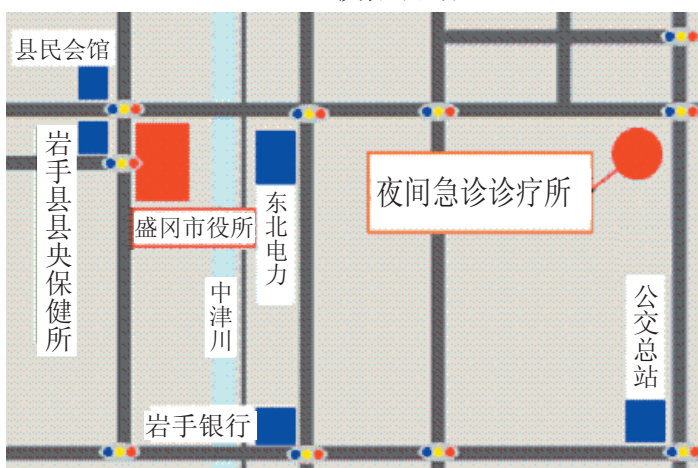 县民会馆
岩手县县央保健所
盛冈市役所
东北电力
中津川
夜间急诊诊疗所
公交总站
岩手银行